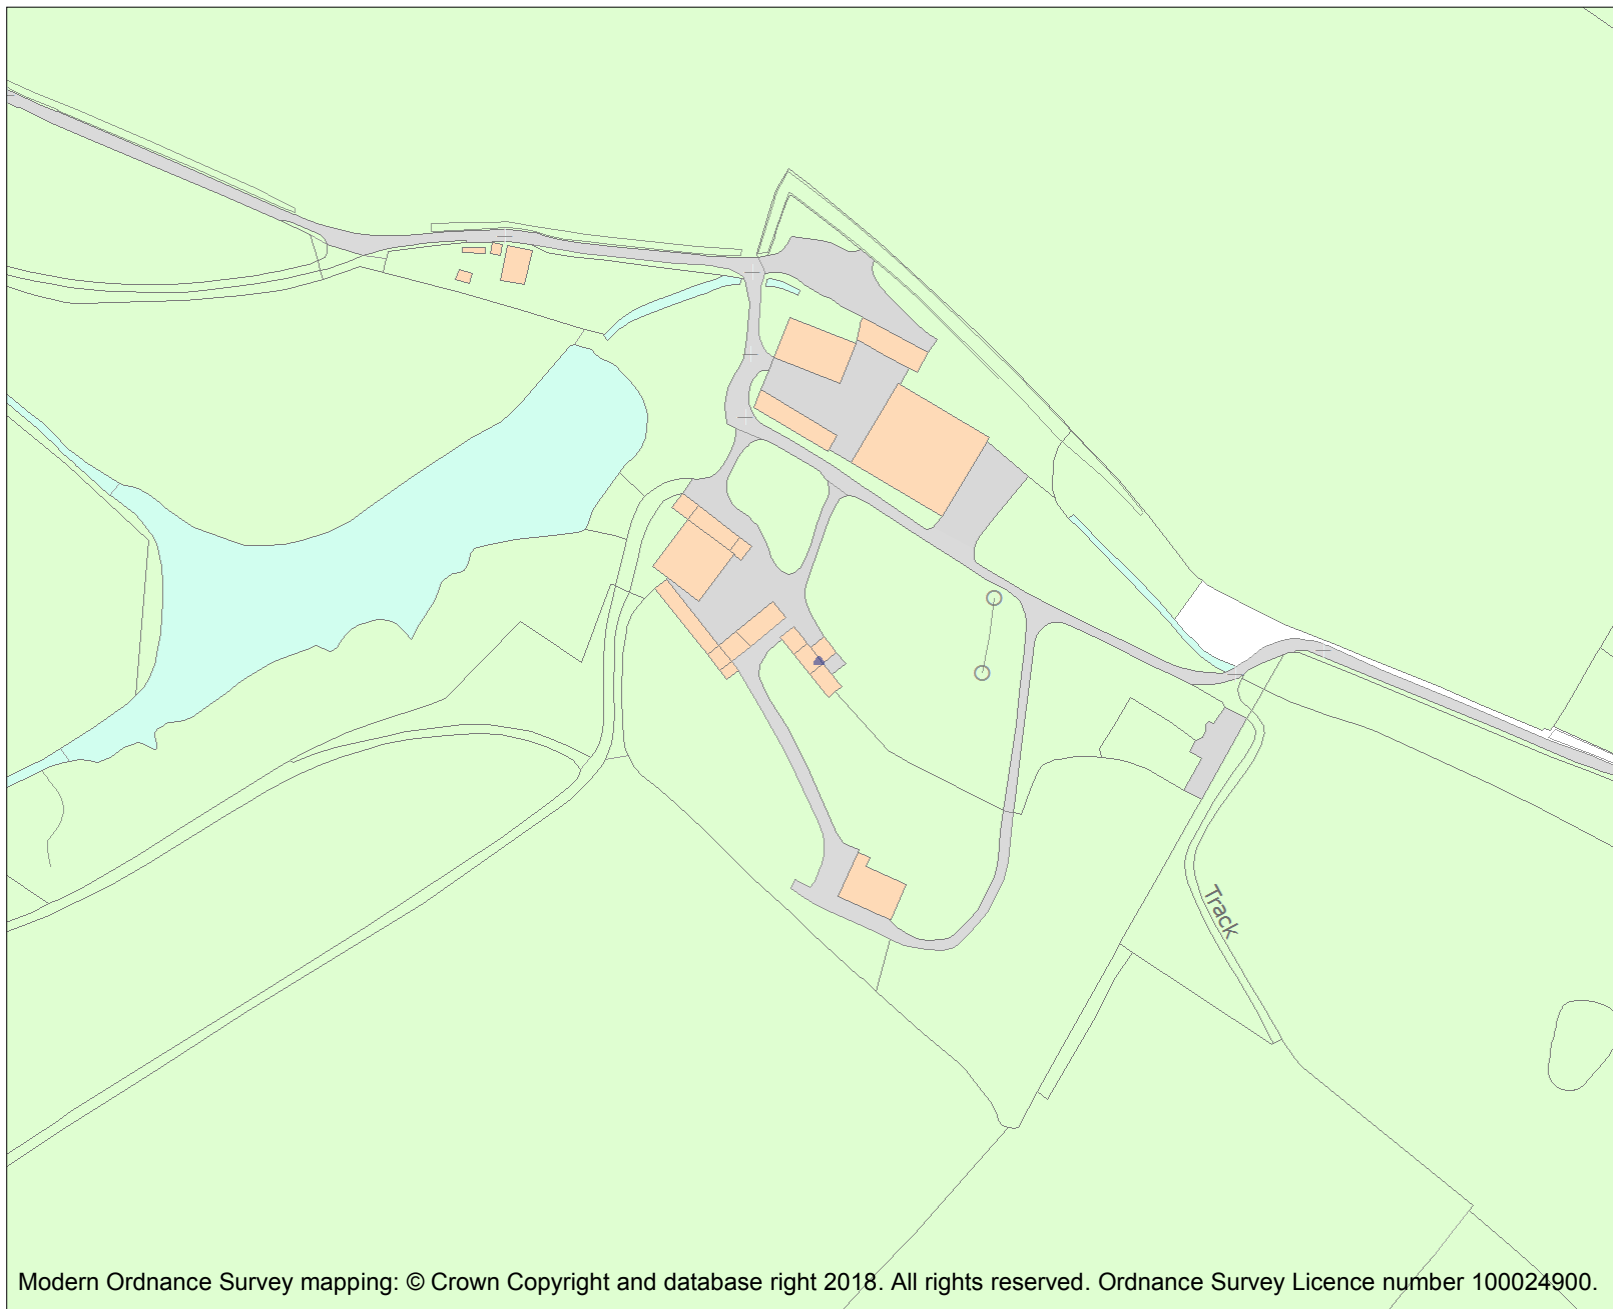 Track
Modern Ordnance Survey mapping: © Crown Copyright and database right 2018. All rights reserved. Ordnance Survey Licence number 100024900.